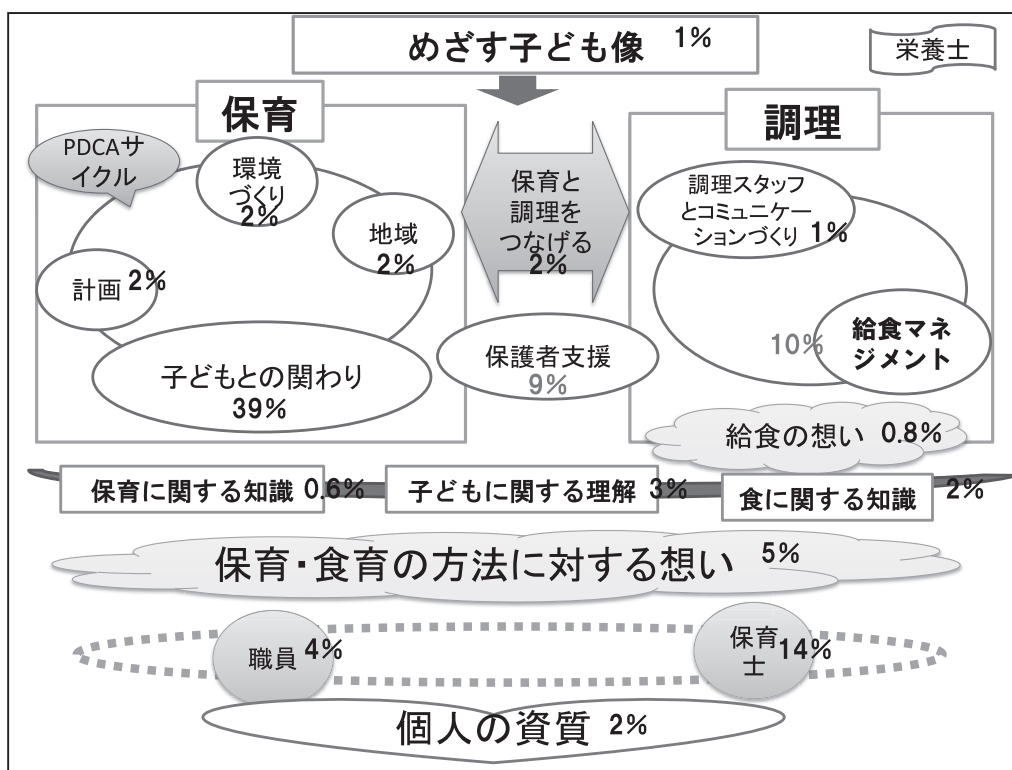 めざす子ども像 1%
栄養士
保育
調理
PDCAサ
イクル
環境
づくり
2%
地域
2%
計画 2%
子どもとの関わり
39%
保育と
調理を
つなげる
2%
保護者支援
9%
調理スタッフ
とコミュニケー
ションづくり 1%
10%
給食マネ
ジメント
給食の想い 0.8%
保育に関する知識 0.6%
子どもに関する理解 3%
食に関する知識 2%
保育・食育の方法に対する想い 5%
職員 4%
保育
士 14%
個人の資質 2%